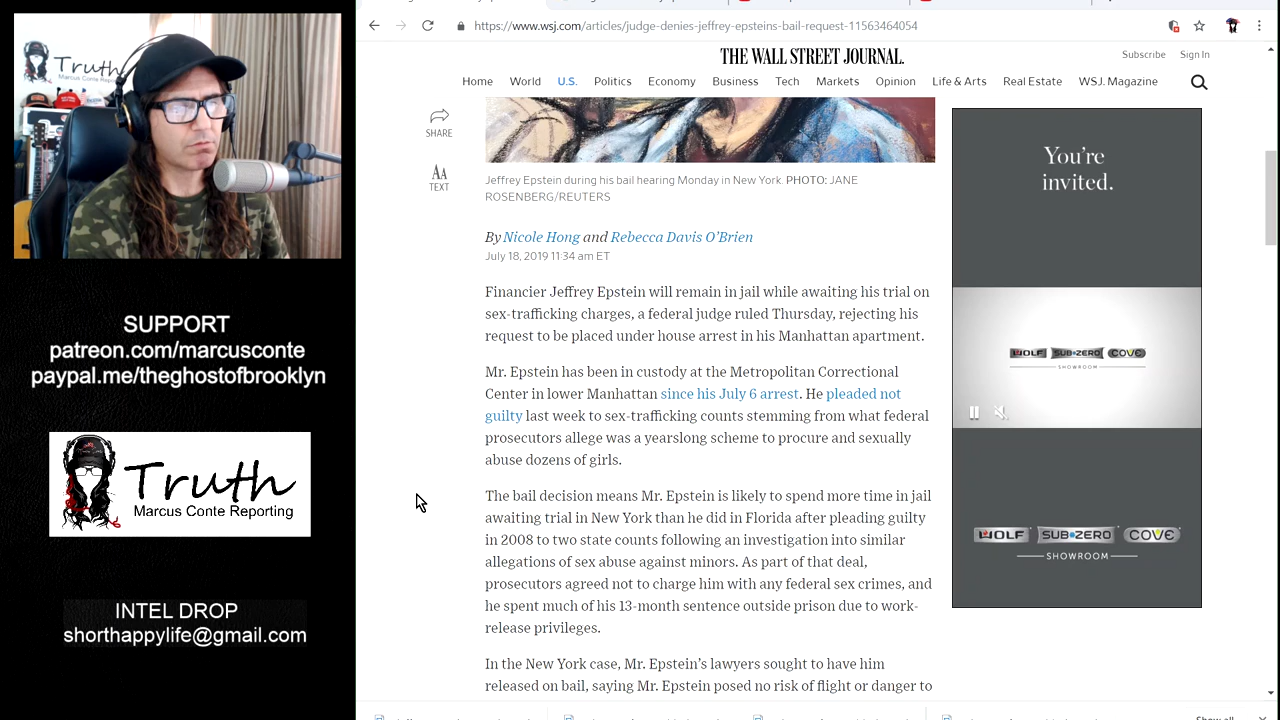 Truth
Marcus Conte Reporting
SUPPORT
patreon.com/marcusconte
paypal.me/theghostofbrooklyn
Truth
Marcus Conte Reporting
INTEL DROP
shorthappylife@gmail.com
https://www.wsj.com/articles/judge-denies-jeffrey-epsteins-bail-request-11563464054
THE WALL STREET JOURNAL.
Subscribe Sign In
Home World U.S. Politics Economy Business Tech Markets Opinion Life & Arts Real Estate WSJ. Magazine
SHARE
AA
TEXT
Jeffrey Epstein during his bail hearing Monday in New York. PHOTO: JANE
ROSENBERG/REUTERS
By Nicole Hong and Rebecca Davis O'Brien
July 18, 2019 11:34 am ET
Financier Jeffrey Epstein will remain in jail while awaiting his trial on
sex-trafficking charges, a federal judge ruled Thursday, rejecting his
request to be placed under house arrest in his Manhattan apartment.
Mr. Epstein has been in custody at the Metropolitan Correctional
Center in lower Manhattan since his July 6 arrest. He pleaded not
guilty last week to sex-trafficking counts stemning from what federal
prosecutors allege was a yearslong scheme to procure and sexually
abuse dozens of girls.
The bail decision means Mr. Epstein is likely to spend more time in jail
awaiting trial in New York than he did in Florida after pleading guilty
in 2008 to two state counts following an investigation into similar
allegations of sex abuse against minors. As part of that deal,
prosecutors agreed not to charge him with any federal sex crimes, and
he spent much of his 13-month sentence outside prison due to work-
release privileges.
In the New York case, Mr. Epstein's lawyers sought to have him
released on bail, saying Mr. Epstein posed no risk of flight or danger to
You're
invited.
WOLF SUB-ZERO COVE
SHOWROOM
WOLF SUB-ZERO COVE
SHOWROOM